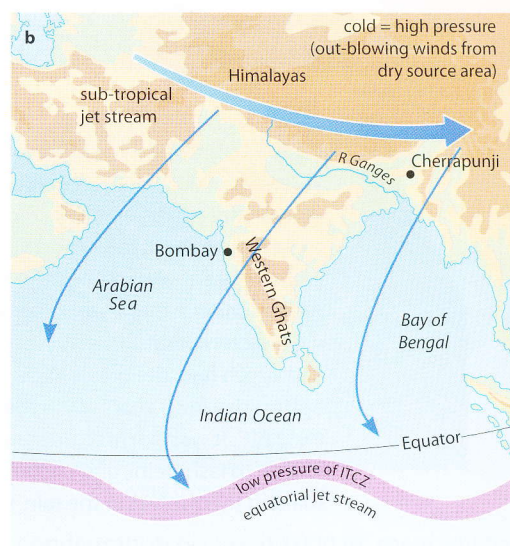 b
cold = high pressure
(out-blowing winds from
dry source area)
Himalayas
sub-tropical
jet stream
R Ganges
Cherrapunji
Bombay
Western Ghats
Arabian
Sea
Bay of
Bengal
Indian Ocean
Equator
low pressure of ITCZ
equatorial jet stream